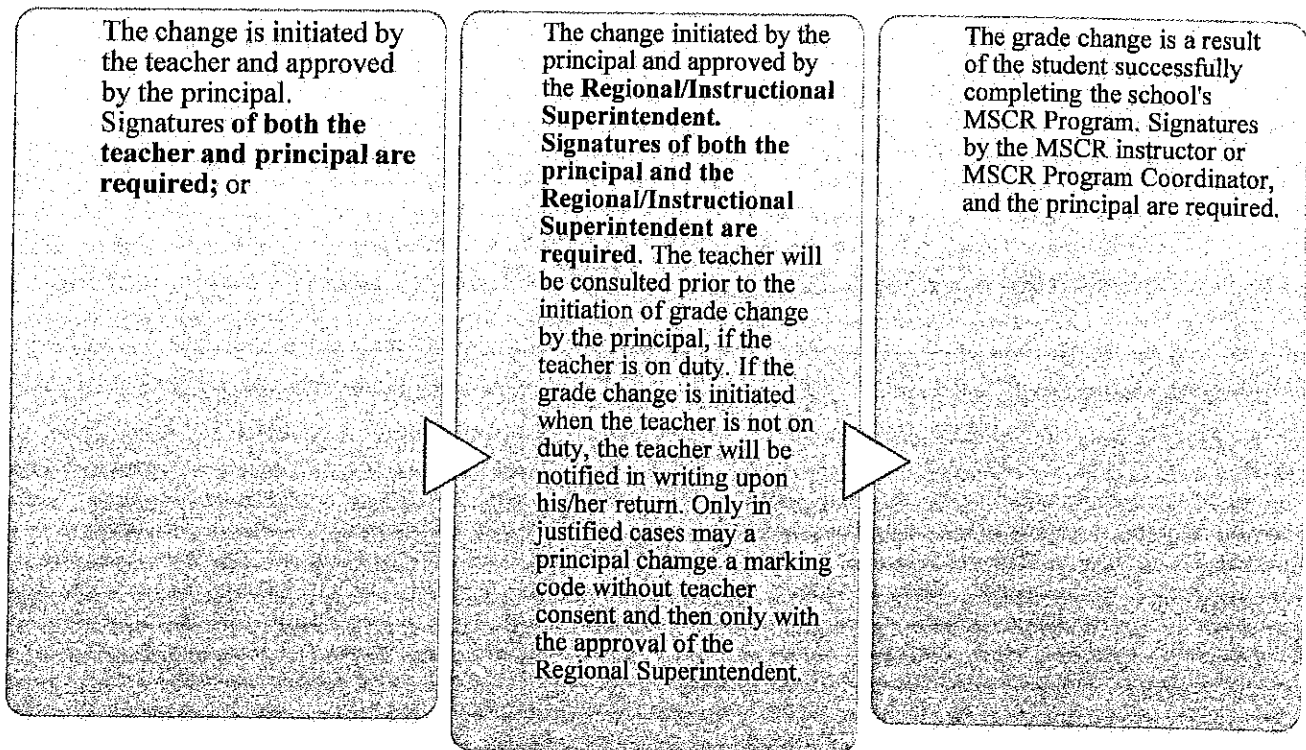 The change is initiated by
the teacher and approved
by the principal.
Signatures of both the
teacher and principal are
required; or
The change initiated by the
principal and approved by
the Regional/Instructional
Superintendent.
Signatures of both the
principal and the
Regional/Instructional
Superintendent are
required. The teacher will
be consulted prior to the
initiation of grade change
by the principal, if the
teacher is on duty. If the
grade change is initiated
when the teacher is not on
duty, the teacher will be
notified in writing upon
his/her return. Only in
justified cases may a
principal chamge a marking
code without teacher
consent and then only with
the approval of the
Regional Superintendent.
The grade change is a result
of the student successfully
completing the school's
MSCR Program. Signatures
by the MSCR instructor or
MSCR Program Coordinator,
and the principal are required.